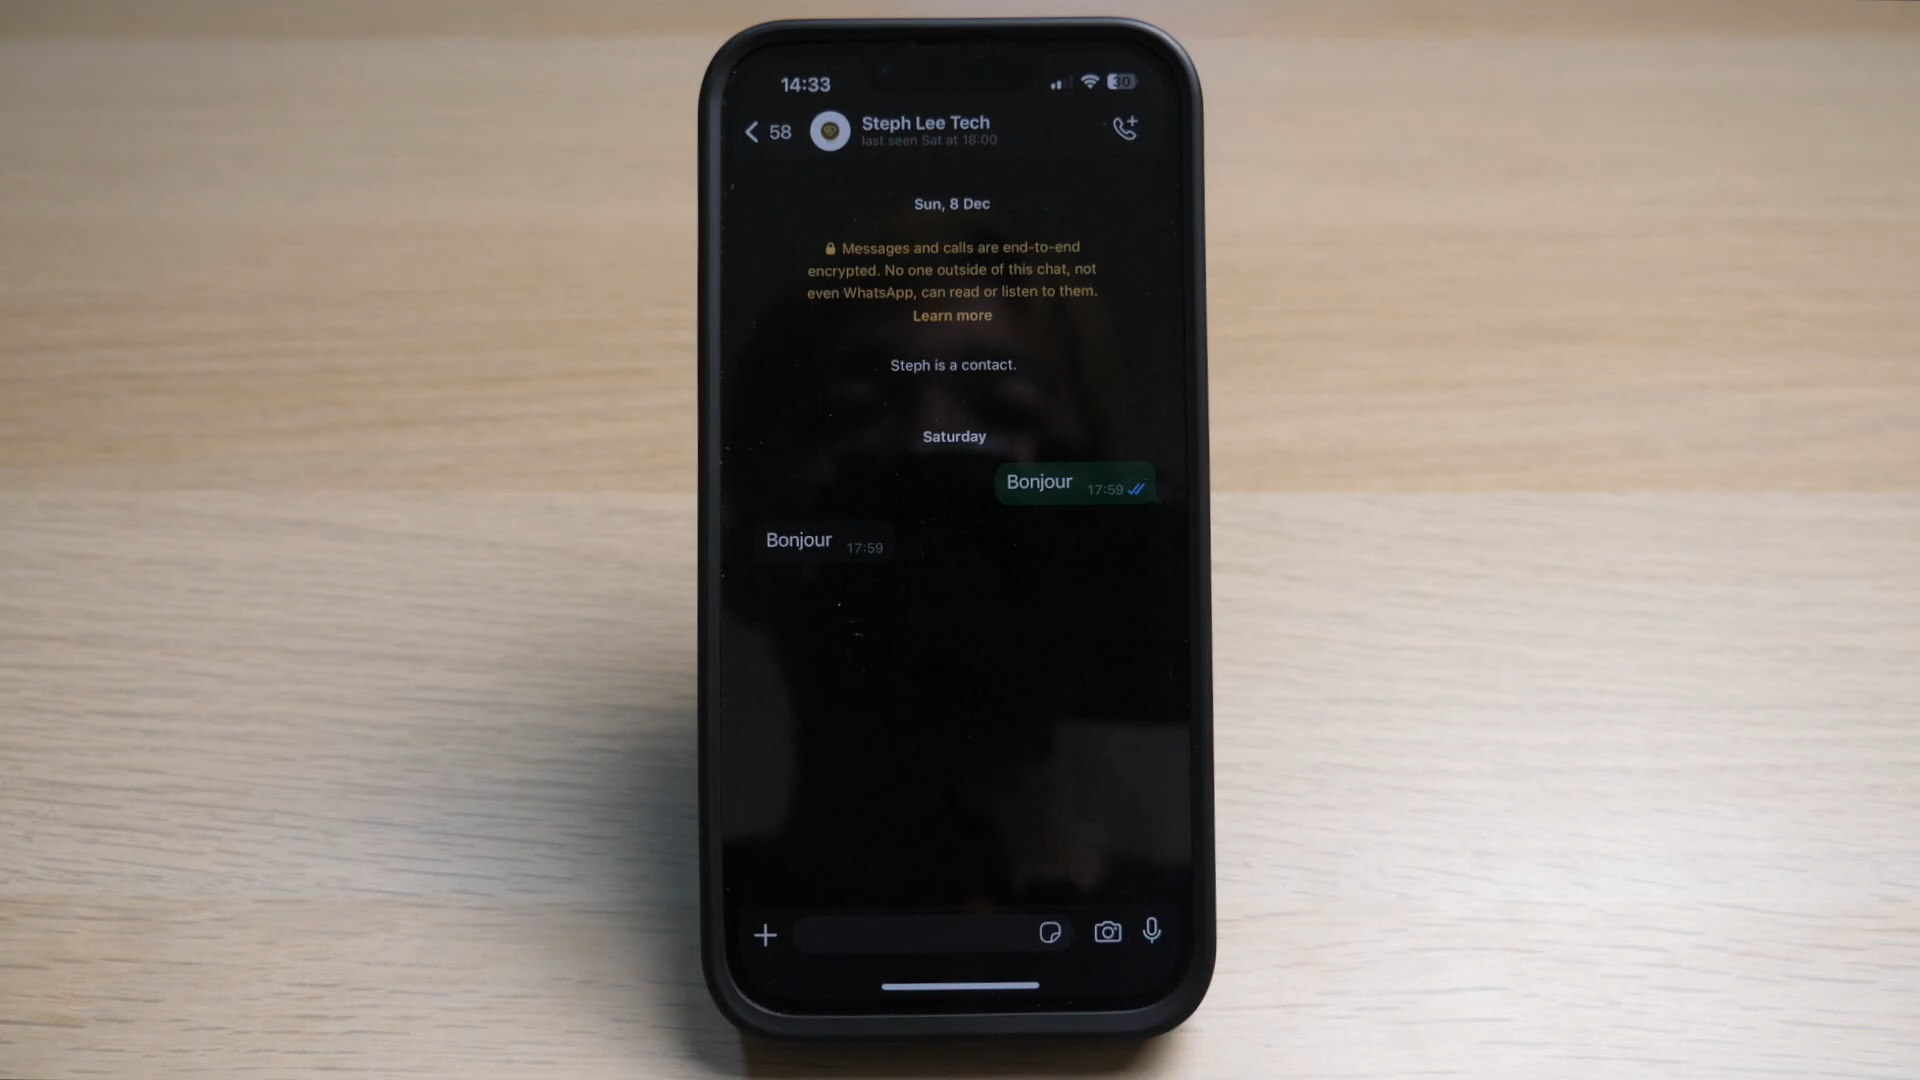 14:33
30
58
Steph Lee Tech
last seen Sat at 18:00
Sun, 8 Dec
Messages and calls are end-to-end
encrypted. No one outside of this chat, not
even WhatsApp, can read or listen to them.
Learn more
Steph is a contact.
Saturday
Bonjour 17:59
Bonjour 17:59